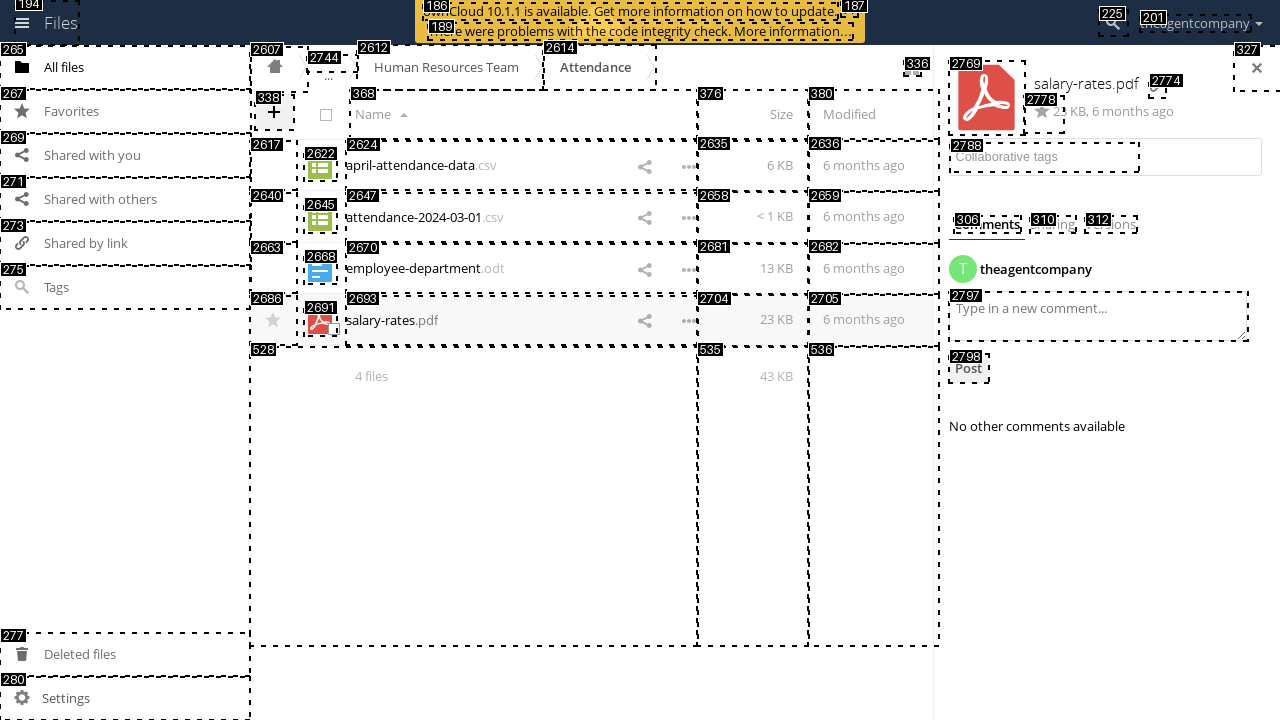 194
Files
186
ownCloud 10.1.1 is available. Get more information on how to update.
187
189
There were problems with the code integrity check. More information…
225
201
theagentcompany
265
All files
267
Favorites
269
Shared with you
271
Shared with others
273
Shared by link
275
Tags
277
Deleted files
280
Settings
2607
2744
...
2612
Human Resources Team
2614
Attendance
336
338
+
368
Name
376
Size
380
Modified
2617
2622
2624
april-attendance-data.csv
2635
6 KB
2636
6 months ago
2640
2645
2647
attendance-2024-03-01.csv
2658
< 1 KB
2659
6 months ago
2663
2668
2670
employee-department.odt
2681
13 KB
2682
6 months ago
2686
2691
2693
salary-rates.pdf
2704
23 KB
2705
6 months ago
528
4 files
535
43 KB
536
327
2769
salary-rates.pdf
2774
2778
23 KB, 6 months ago
2788
Collaborative tags
306
Comments
310
Sharing
312
Versions
T
theagentcompany
2797
Type in a new comment...
2798
Post
No other comments available